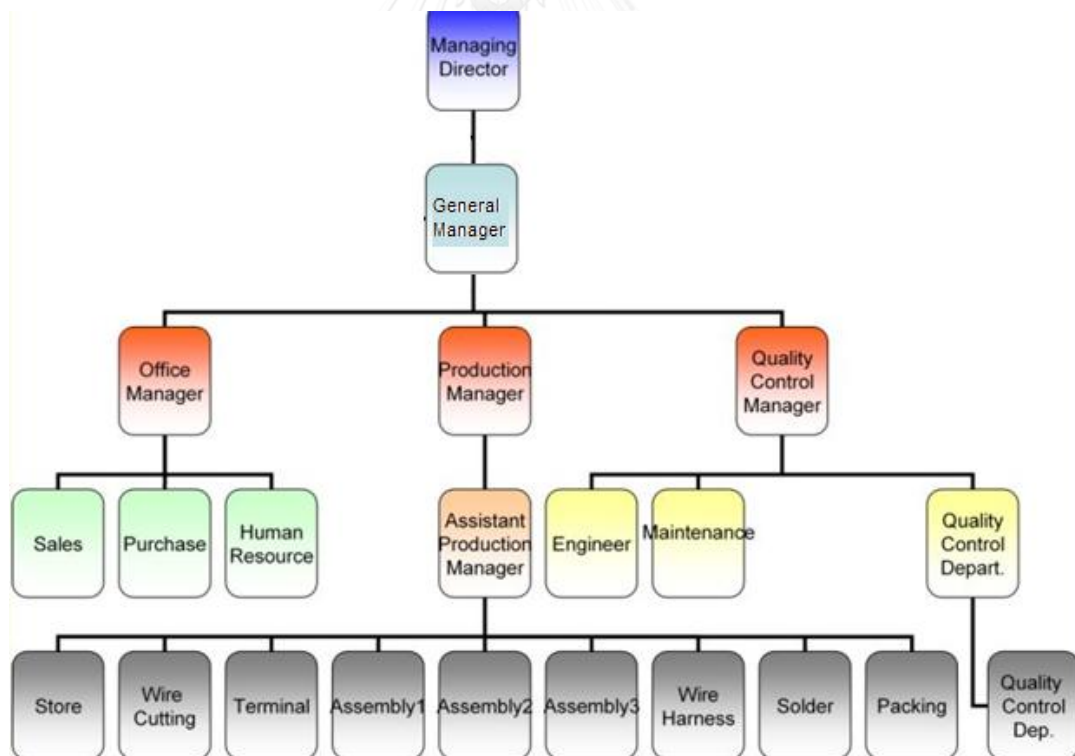 Managing
Director
General
Manager
Office
Manager
Production
Manager
Quality
Control
Manager
Sales
Purchase
Human
Resource
Assistant
Production
Manager
Engineer
Maintenance
Quality
Control
Depart.
Store
Wire
Cutting
Terminal
Assembly1
Assembly2
Assembly3
Wire
Harness
Solder
Packing
Quality
Control
Dep.